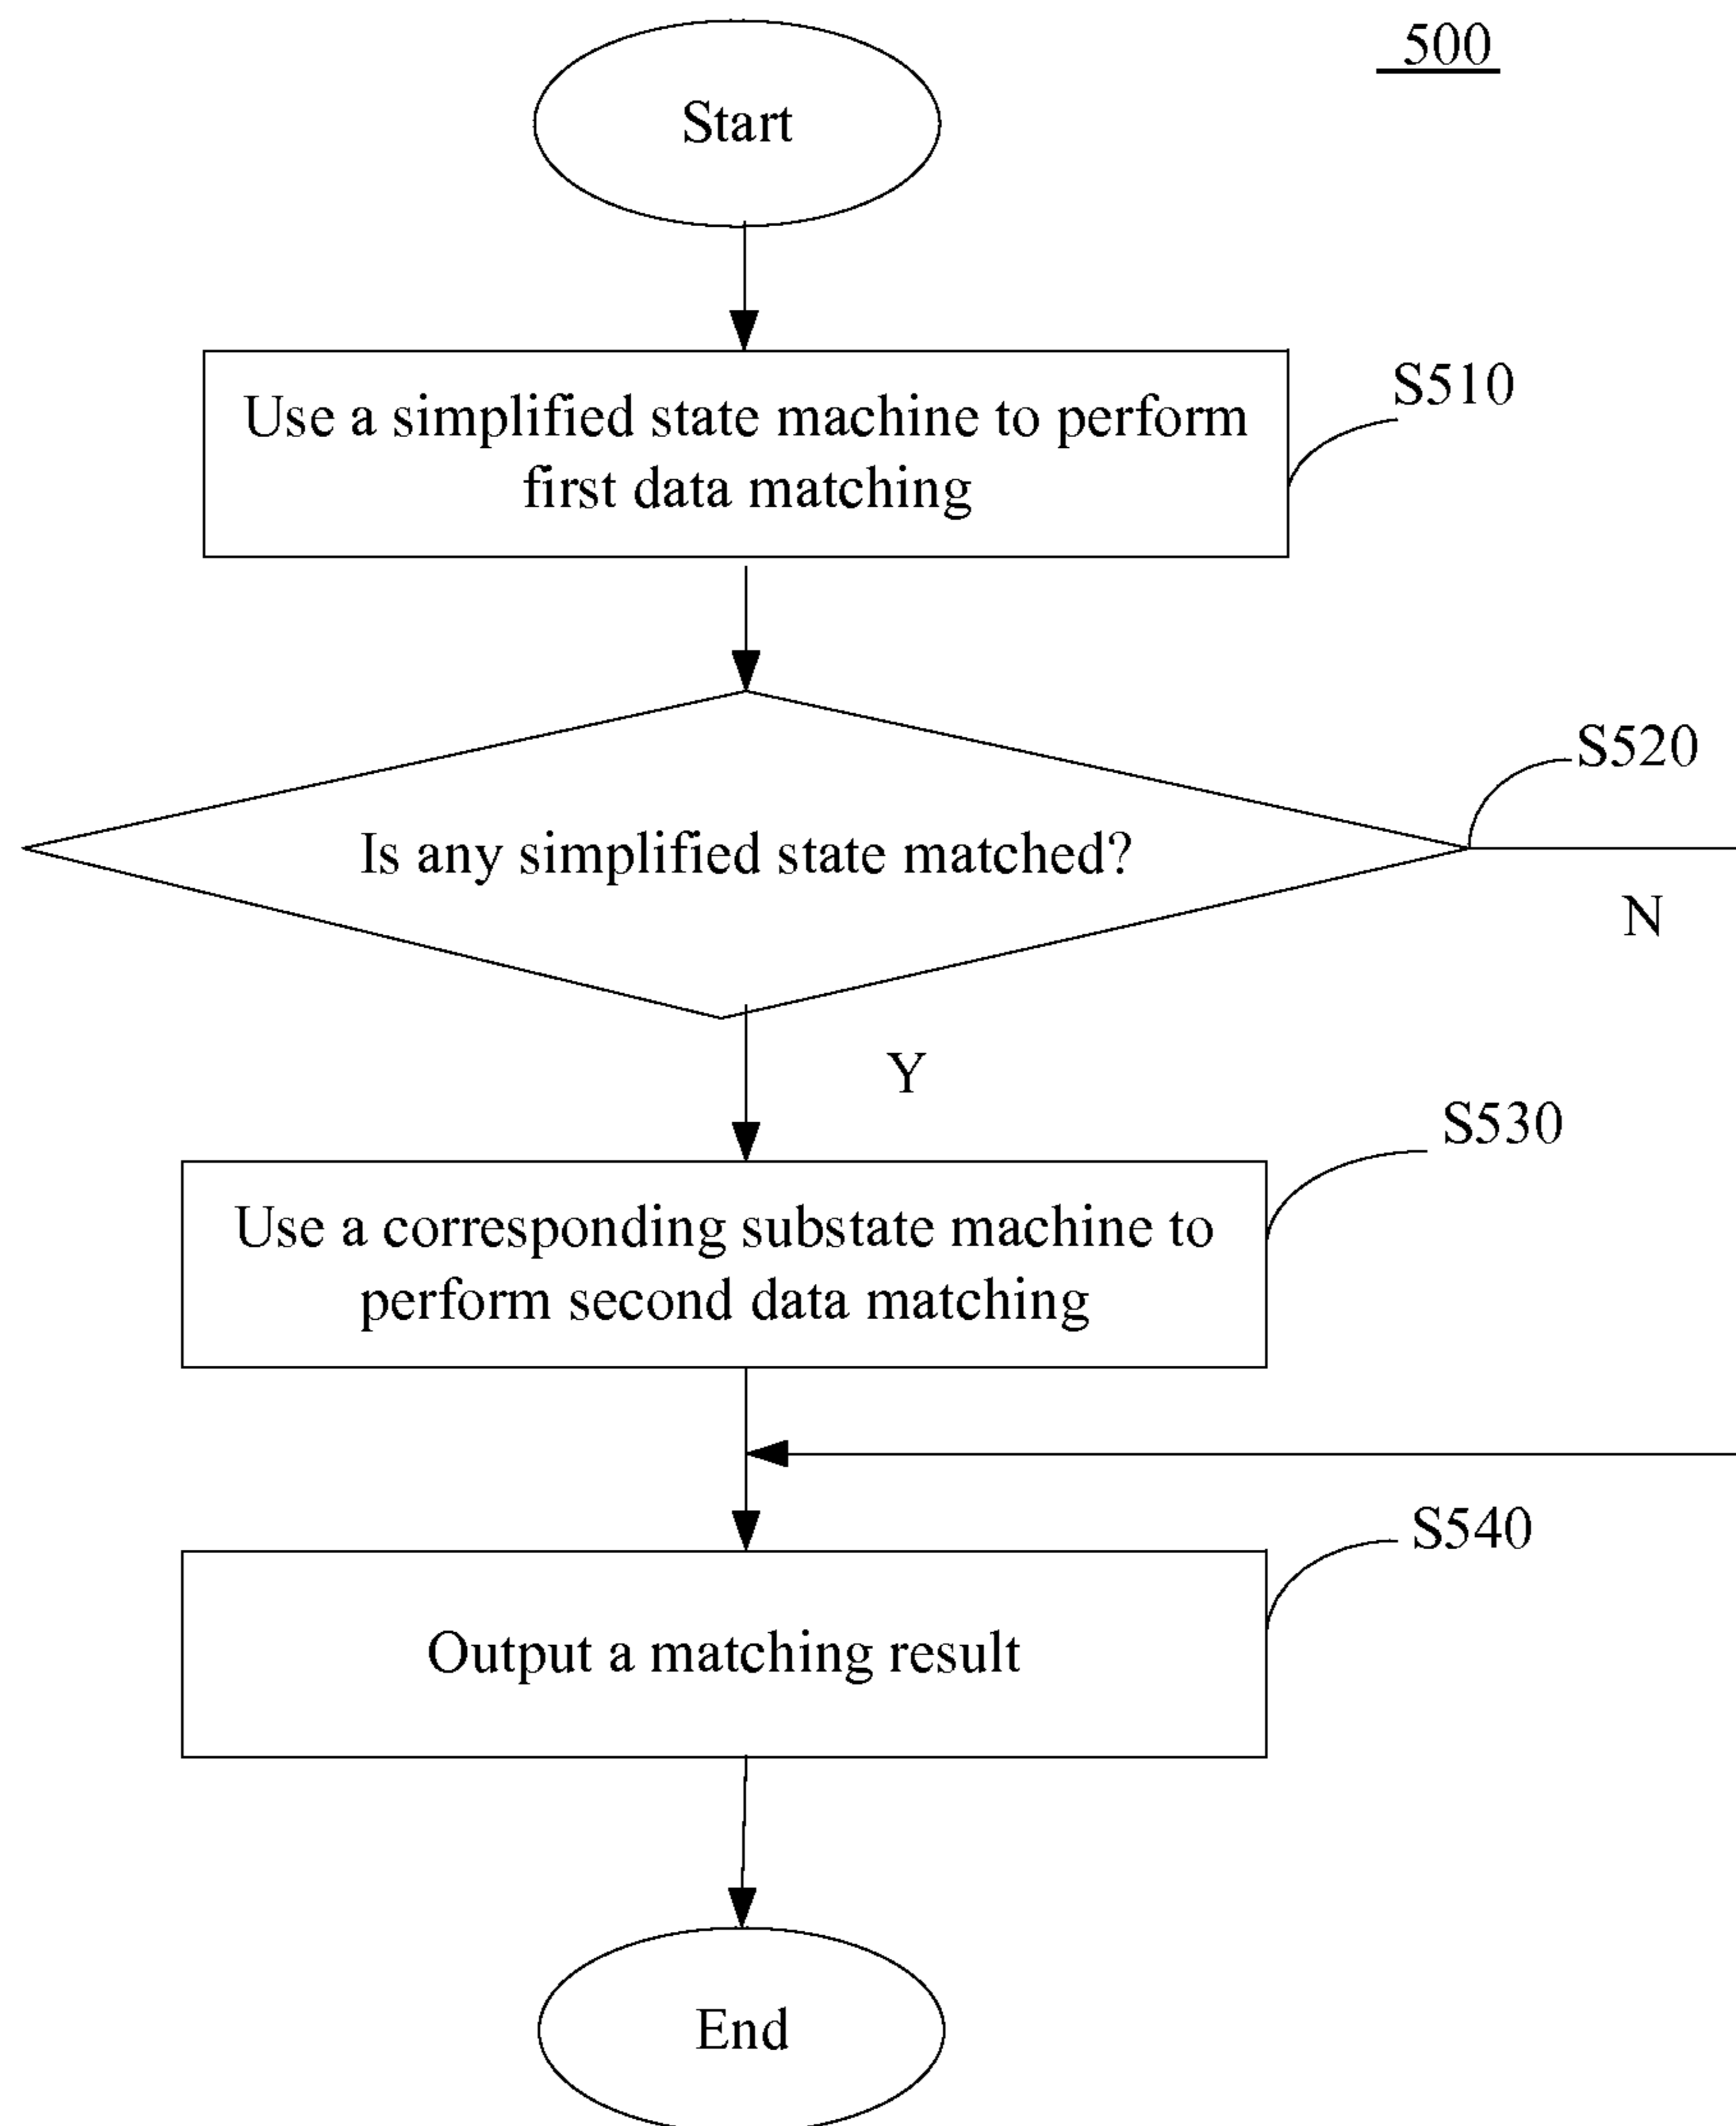 500
Start
S510
Use a simplified state machine to perform
first data matching
S520
Is any simplified state matched?
N
Y
S530
Use a corresponding substate machine to
perform second data matching
S540
Output a matching result
End